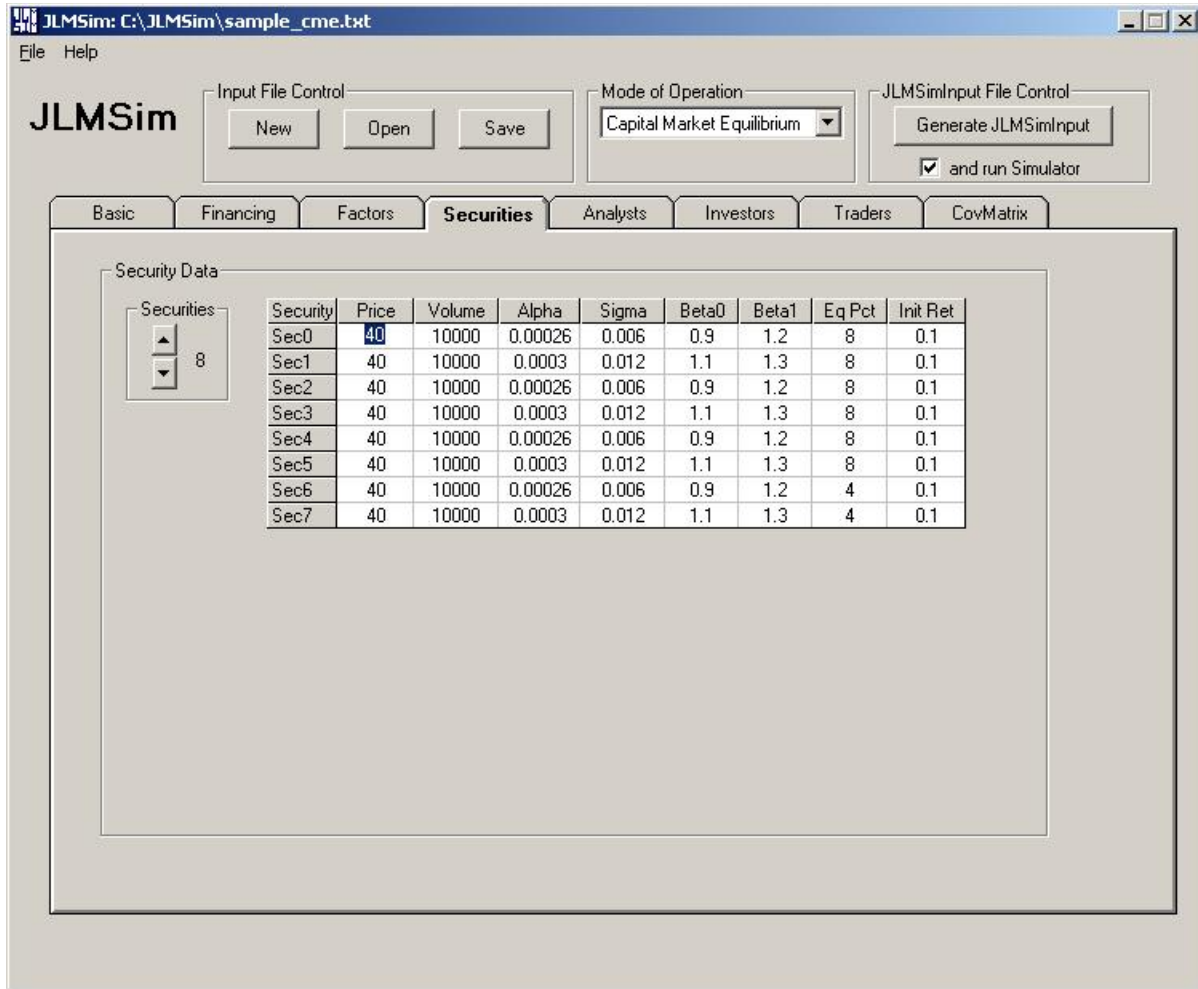 JLMSim: C:\JLMSim\sample_cme.txt
File Help
JLMSim
Input File Control
New Open Save
Mode of Operation
Capital Market Equilibrium
JLMSimInput File Control
Generate JLMSimInput
and run Simulator
Basic Financing Factors Securities Analysts Investors Traders CovMatrix
Security Data
Securities
8
Security Price Volume Alpha Sigma Beta0 Beta1 Eq Pct Init Ret
Sec0 40 10000 0.00026 0.006 0.9 1.2 8 0.1
Sec1 40 10000 0.0003 0.012 1.1 1.3 8 0.1
Sec2 40 10000 0.00026 0.006 0.9 1.2 8 0.1
Sec3 40 10000 0.0003 0.012 1.1 1.3 8 0.1
Sec4 40 10000 0.00026 0.006 0.9 1.2 8 0.1
Sec5 40 10000 0.0003 0.012 1.1 1.3 8 0.1
Sec6 40 10000 0.00026 0.006 0.9 1.2 4 0.1
Sec7 40 10000 0.0003 0.012 1.1 1.3 4 0.1